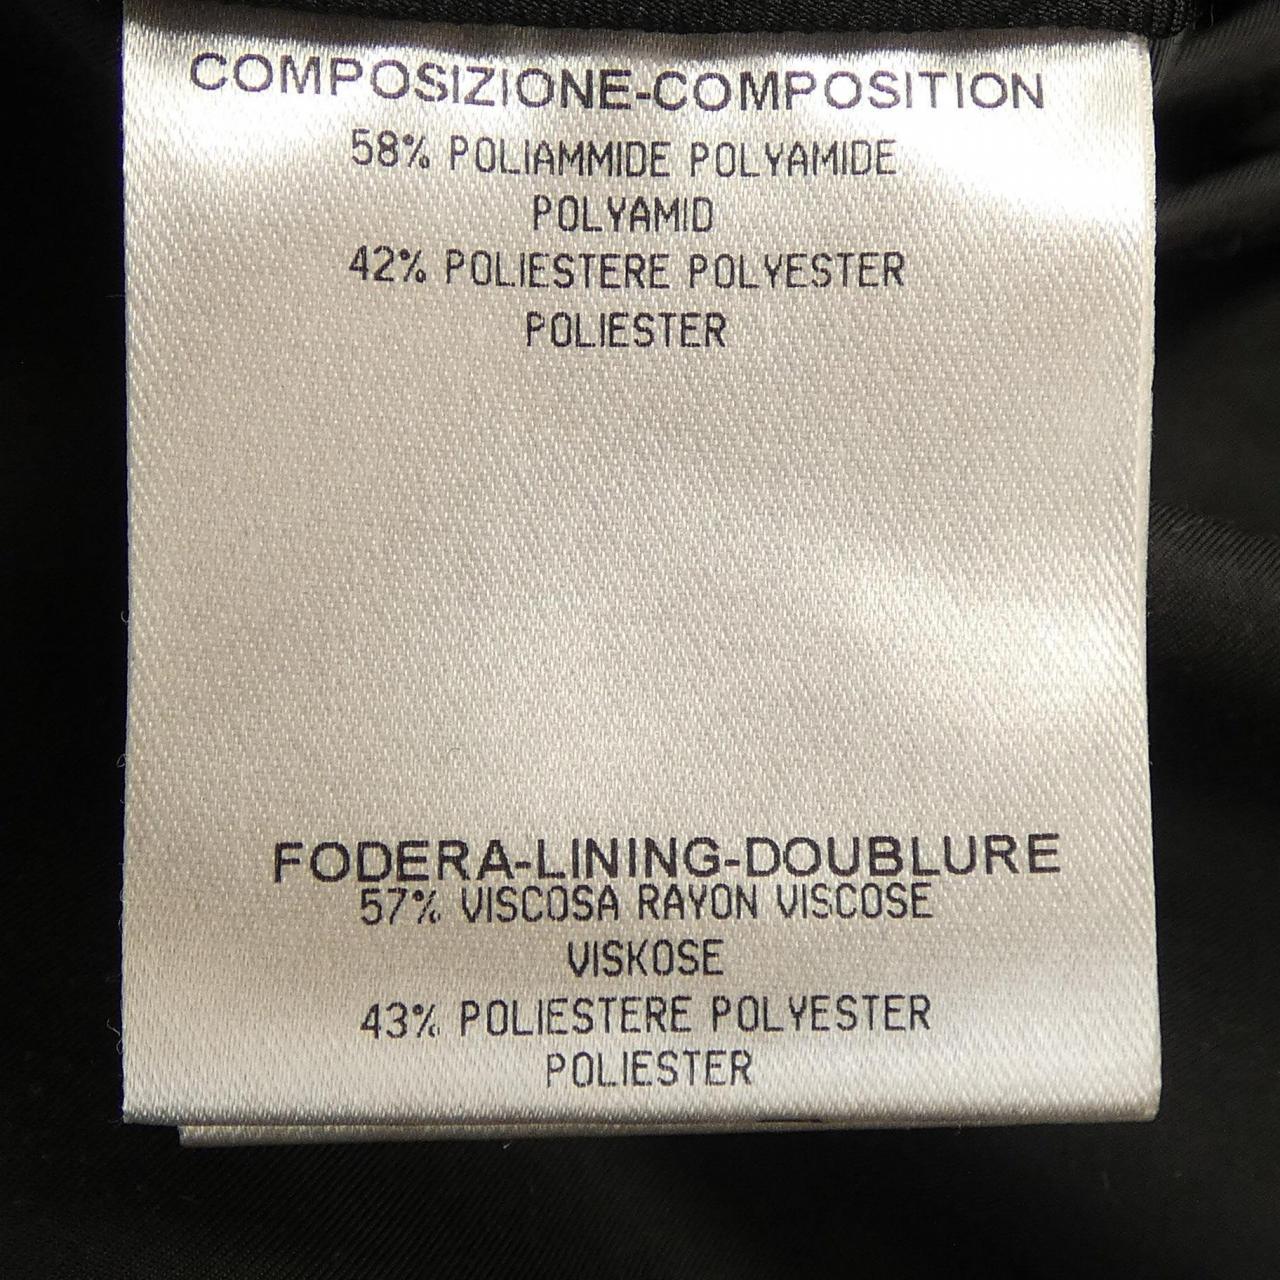 COMPOSIZIONE-COMPOSITION
58% POLIAMMIDE POLYAMIDE
POLYAMID
42% POLIESTERE POLYESTER
POLIESTER
FODERA-LINING-DOUBLURE
57% VISCOSA RAYON VISCOSE
VISKOSE
43% POLIESTERE POLYESTER
POLIESTER